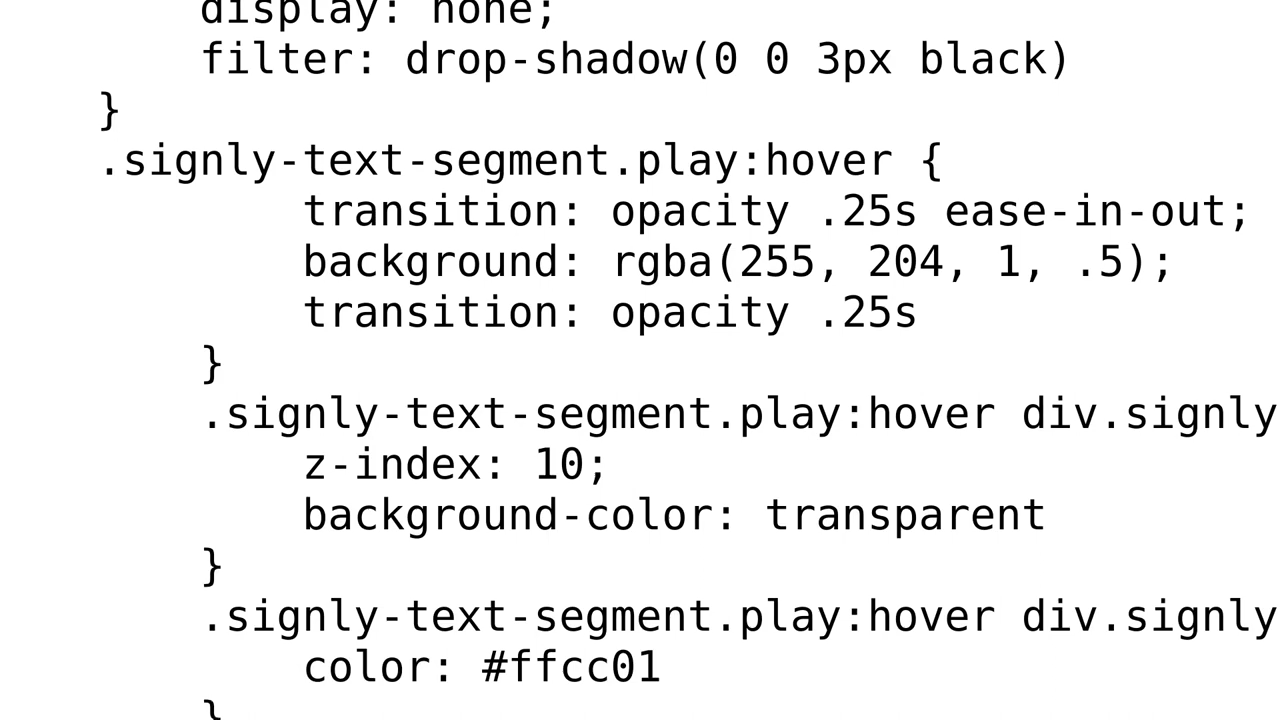 display: none;
filter: drop-shadow(0 0 3px black)
}
.signly-text-segment.play:hover {
transition: opacity .25s ease-in-out;
background: rgba(255, 204, 1, .5);
transition: opacity .25s
}
.signly-text-segment.play:hover div.signly
z-index: 10;
background-color: transparent
}
.signly-text-segment.play:hover div.signly
color: #ffcc01
}